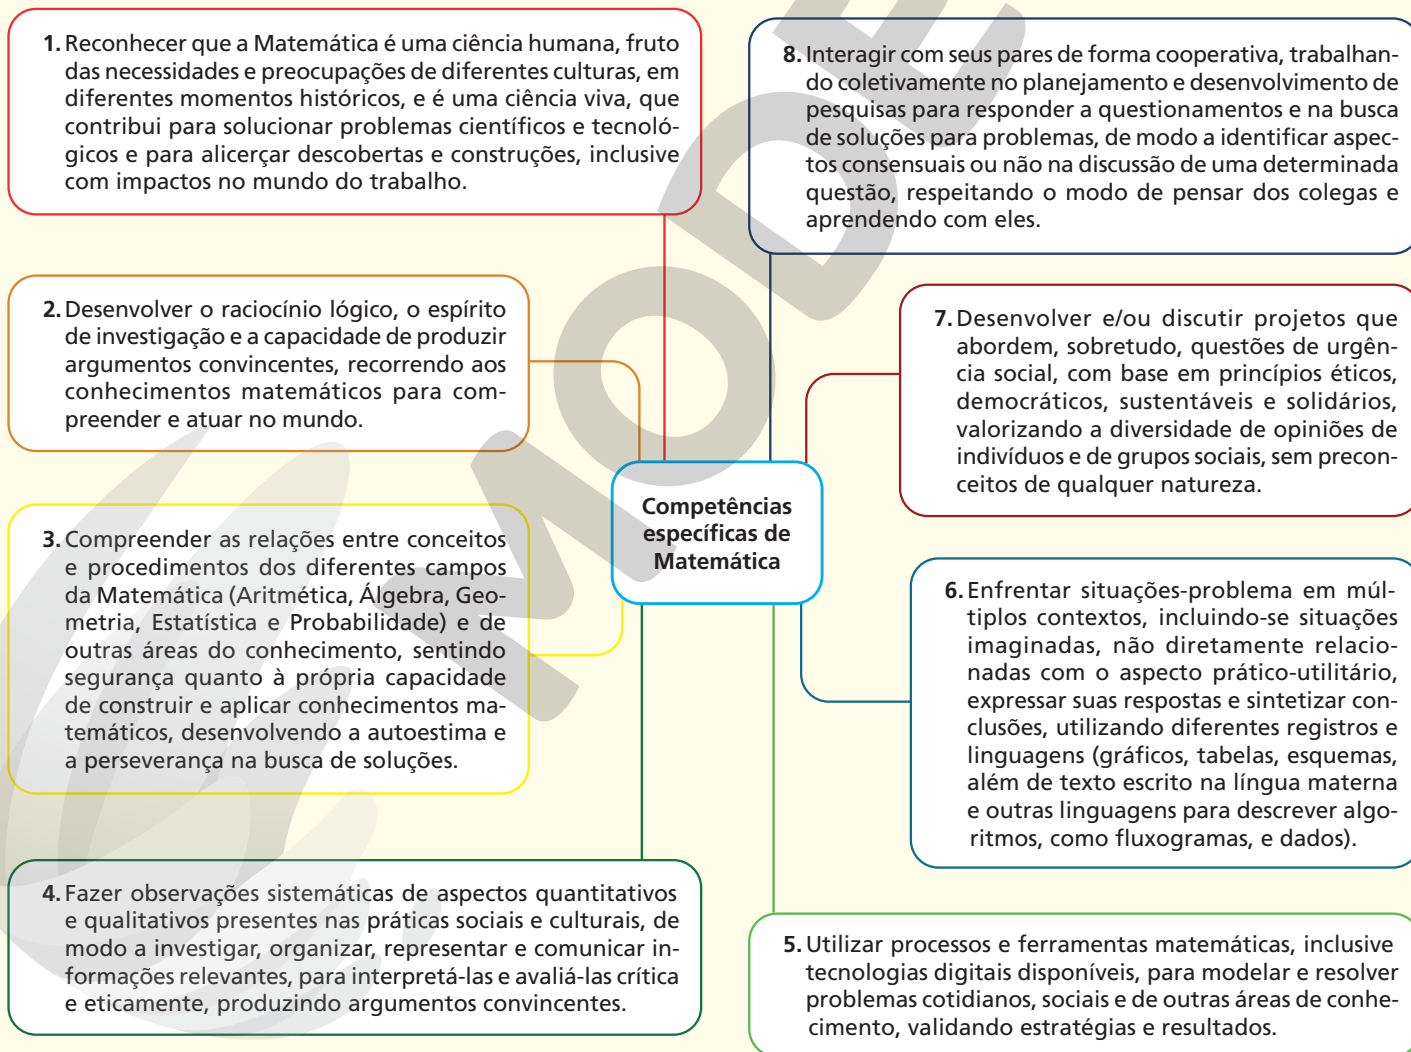 1. Reconhecer que a Matemática é uma ciência humana, fruto
das necessidades e preocupações de diferentes culturas, em
diferentes momentos históricos, e é uma ciência viva, que
contribui para solucionar problemas científicos e tecnoló-
gicos e para alicerçar descobertas e construções, inclusive
com impactos no mundo do trabalho.
2. Desenvolver o raciocínio lógico, o espírito
de investigação e a capacidade de produzir
argumentos convincentes, recorrendo aos
conhecimentos matemáticos para com-
preender e atuar no mundo.
3. Compreender as relações entre conceitos
e procedimentos dos diferentes campos
da Matemática (Aritmética, Álgebra, Geo-
metria, Estatística e Probabilidade) e de
outras áreas do conhecimento, sentindo
segurança quanto à própria capacidade
de construir e aplicar conhecimentos ma-
temáticos, desenvolvendo a autoestima e
a perseverança na busca de soluções.
4. Fazer observações sistemáticas de aspectos quantitativos
e qualitativos presentes nas práticas sociais e culturais, de
modo a investigar, organizar, representar e comunicar in-
formações relevantes, para interpretá-las e avaliá-las crítica
e eticamente, produzindo argumentos convincentes.
Competências
específicas de
Matemática
8. Interagir com seus pares de forma cooperativa, trabalhan-
do coletivamente no planejamento e desenvolvimento de
pesquisas para responder a questionamentos e na busca
de soluções para problemas, de modo a identificar aspec-
tos consensuais ou não na discussão de uma determinada
questão, respeitando o modo de pensar dos colegas e
aprendendo com eles.
7. Desenvolver e/ou discutir projetos que
abordem, sobretudo, questões de urgên-
cia social, com base em princípios éticos,
democráticos, sustentáveis e solidários,
valorizando a diversidade de opiniões de
indivíduos e de grupos sociais, sem precon-
ceitos de qualquer natureza.
6. Enfrentar situações-problema em múl-
tiplos contextos, incluindo-se situações
imaginadas, não diretamente relacio-
nadas com o aspecto prático-utilitário,
expressar suas respostas e sintetizar con-
clusões, utilizando diferentes registros e
linguagens (gráficos, tabelas, esquemas,
além de texto escrito na língua materna
e outras linguagens para descrever algo-
ritmos, como fluxogramas, e dados).
5. Utilizar processos e ferramentas matemáticas, inclusive
tecnologias digitais disponíveis, para modelar e resolver
problemas cotidianos, sociais e de outras áreas de conhe-
cimento, validando estratégias e resultados.
MODE